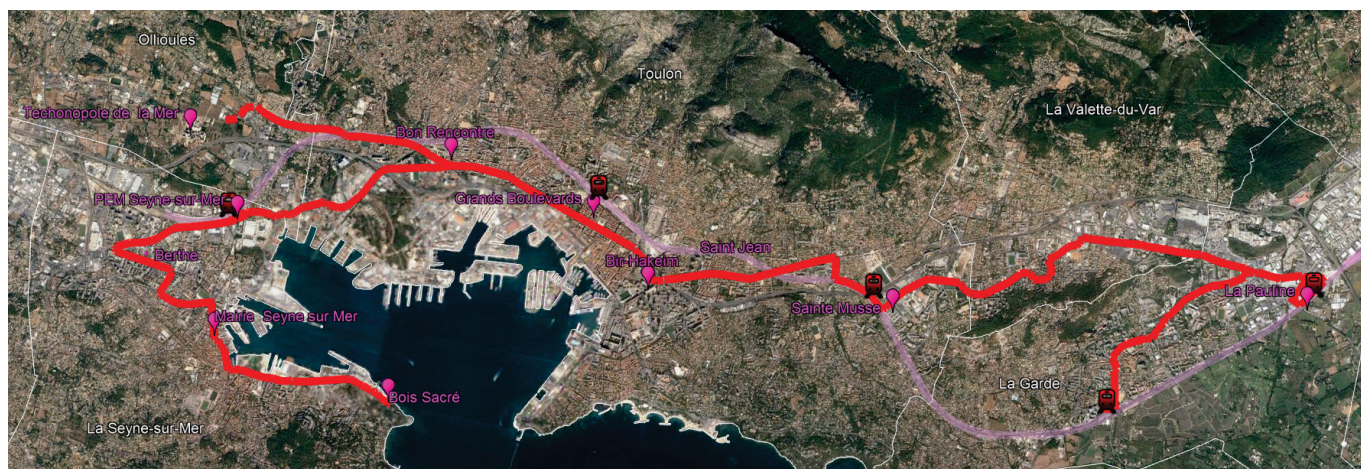 Ollioules
Toulon
La Valette-du-Var
Techonopole de la Mer
Bon Rencontre
PEM Seyne-sur-Mer
Grands Boulevards
Saint Jean
Berthe
Bir-Hakeim
La Pauline
Sainte Musse
Mairie Seyne sur Mer
La Garde
Bois Sacré
La Seyne-sur-Mer